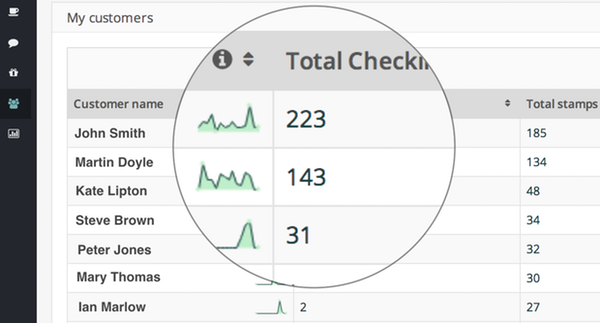 My customers
Total Checki
Customer name Total stamps
John Smith 223 185
Martin Doyle 134
Kate Lipton 143 48
Steve Brown 34
Peter Jones 31 32
Mary Thomas 30
Ian Marlow 2 27